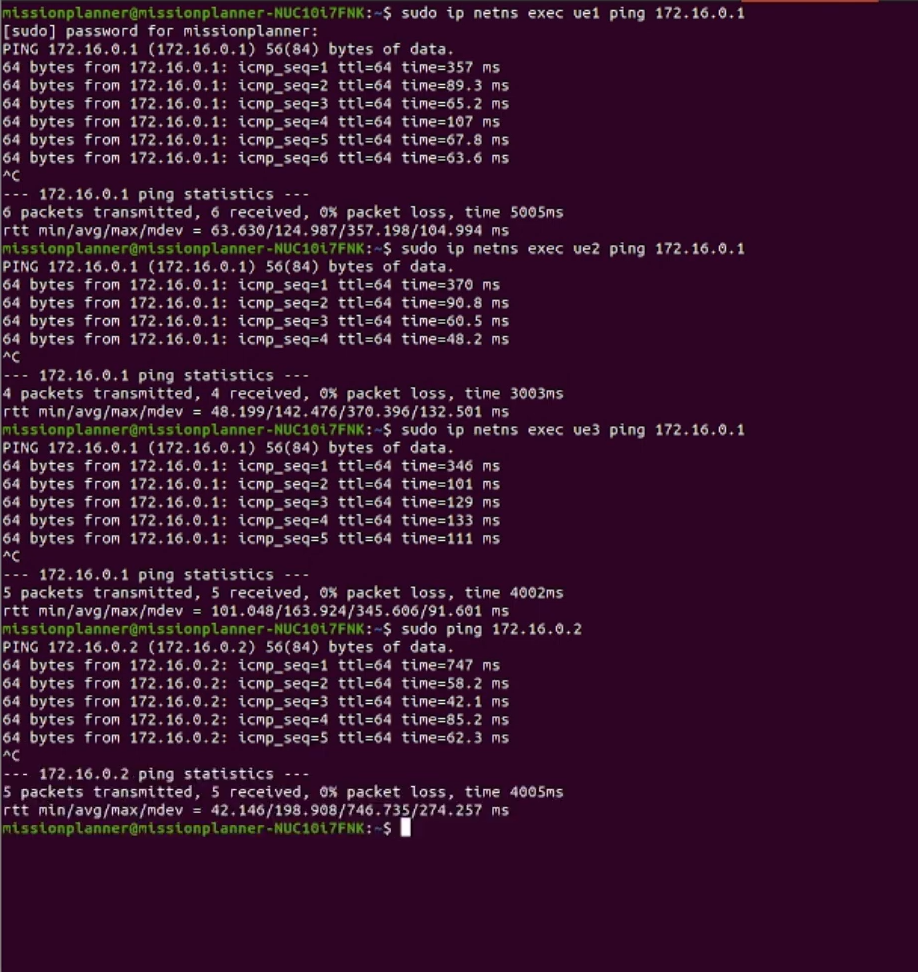 missionplanner@missionplanner-NUC10i7FNK:~$ sudo ip netns exec ue1 ping 172.16.0.1
[sudo] password for missionplanner:
PING 172.16.0.1 (172.16.0.1) 56(84) bytes of data.
64 bytes from 172.16.0.1: icmp_seq=1 ttl=64 time=357 ms
64 bytes from 172.16.0.1: icmp_seq=2 ttl=64 time=89.3 ms
64 bytes from 172.16.0.1: icmp_seq=3 ttl=64 time=65.2 ms
64 bytes from 172.16.0.1: icmp_seq=4 ttl=64 time=107 ms
64 bytes from 172.16.0.1: icmp_seq=5 ttl=64 time=67.8 ms
64 bytes from 172.16.0.1: icmp_seq=6 ttl=64 time=63.6 ms
^C
--- 172.16.0.1 ping statistics ---
6 packets transmitted, 6 received, 0% packet loss, time 5005ms
rtt min/avg/max/mdev = 63.630/124.987/357.198/104.994 ms
missionplanner@missionplanner-NUC10i7FNK:~$ sudo ip netns exec ue2 ping 172.16.0.1
PING 172.16.0.1 (172.16.0.1) 56(84) bytes of data.
64 bytes from 172.16.0.1: icmp_seq=1 ttl=64 time=370 ms
64 bytes from 172.16.0.1: icmp_seq=2 ttl=64 time=90.8 ms
64 bytes from 172.16.0.1: icmp_seq=3 ttl=64 time=60.5 ms
64 bytes from 172.16.0.1: icmp_seq=4 ttl=64 time=48.2 ms
^C
--- 172.16.0.1 ping statistics ---
4 packets transmitted, 4 received, 0% packet loss, time 3003ms
rtt min/avg/max/mdev = 48.199/142.476/370.396/132.501 ms
missionplanner@missionplanner-NUC10i7FNK:~$ sudo ip netns exec ue3 ping 172.16.0.1
PING 172.16.0.1 (172.16.0.1) 56(84) bytes of data.
64 bytes from 172.16.0.1: icmp_seq=1 ttl=64 time=346 ms
64 bytes from 172.16.0.1: icmp_seq=2 ttl=64 time=101 ms
64 bytes from 172.16.0.1: icmp_seq=3 ttl=64 time=129 ms
64 bytes from 172.16.0.1: icmp_seq=4 ttl=64 time=133 ms
64 bytes from 172.16.0.1: icmp_seq=5 ttl=64 time=111 ms
^C
--- 172.16.0.1 ping statistics ---
5 packets transmitted, 5 received, 0% packet loss, time 4002ms
rtt min/avg/max/mdev = 101.048/163.924/345.606/91.601 ms
missionplanner@missionplanner-NUC10i7FNK:~$ sudo ping 172.16.0.2
PING 172.16.0.2 (172.16.0.2) 56(84) bytes of data.
64 bytes from 172.16.0.2: icmp_seq=1 ttl=64 time=747 ms
64 bytes from 172.16.0.2: icmp_seq=2 ttl=64 time=58.2 ms
64 bytes from 172.16.0.2: icmp_seq=3 ttl=64 time=42.1 ms
64 bytes from 172.16.0.2: icmp_seq=4 ttl=64 time=85.2 ms
64 bytes from 172.16.0.2: icmp_seq=5 ttl=64 time=62.3 ms
^C
--- 172.16.0.2 ping statistics ---
5 packets transmitted, 5 received, 0% packet loss, time 4005ms
rtt min/avg/max/mdev = 42.146/198.908/746.735/274.257 ms
missionplanner@missionplanner-NUC10i7FNK:~$